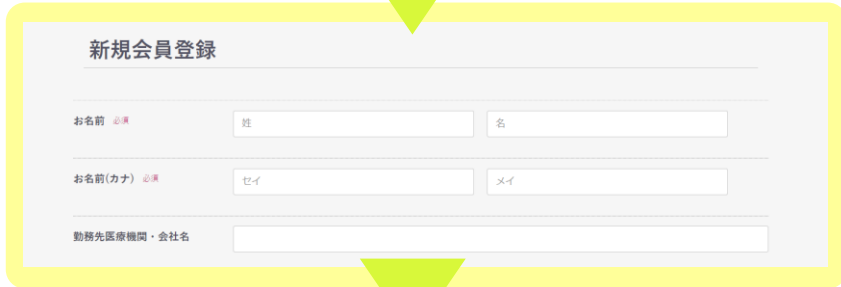 新規会員登録
お名前 必須 姓 名
お名前(カナ) 必須 セイ メイ
勤務先医療機関・会社名